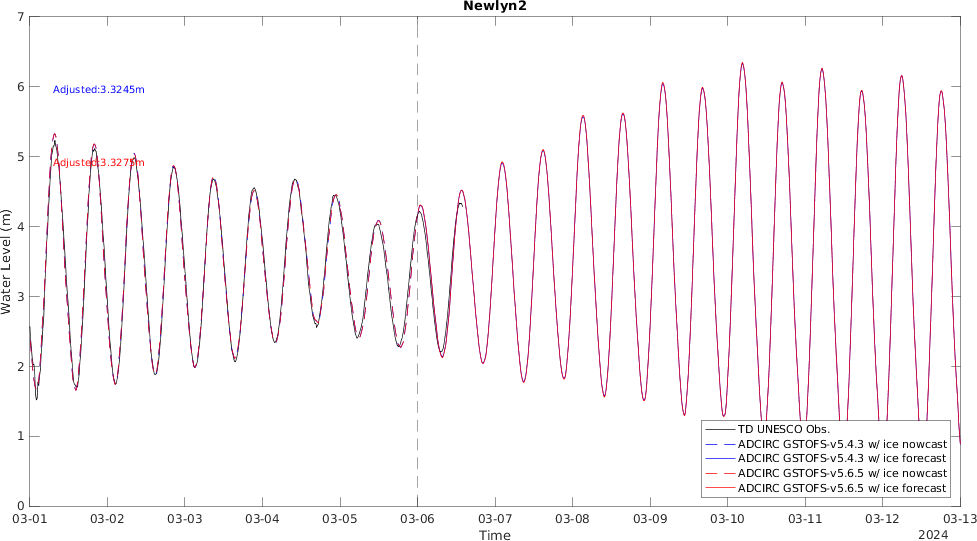 Newlyn2
7
6
5
4
3
2
1
0
Water Level (m)
Adjusted:3.3245m
Adjusted:3.3275m
TD UNESCO Obs.
ADCIRC GSTOFS-v5.4.3 w/ ice nowcast
ADCIRC GSTOFS-v5.4.3 w/ ice forecast
ADCIRC GSTOFS-v5.6.5 w/ ice nowcast
ADCIRC GSTOFS-v5.6.5 w/ ice forecast
03-01 03-02 03-03 03-04 03-05 03-06 03-07 03-08 03-09 03-10 03-11 03-12 03-13
Time
2024